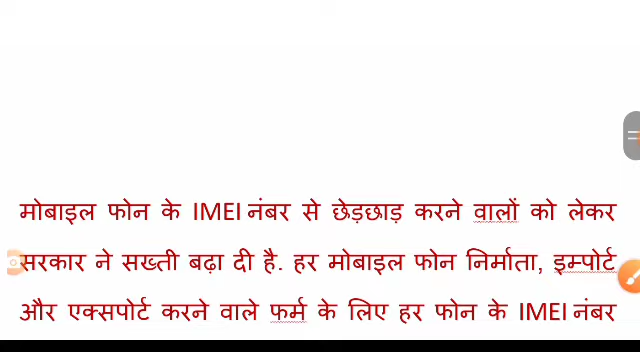 मोबाइल फोन के IMEI नंबर से छेड़छाड़ करने वालों को लेकर
सरकार ने सख्ती बढ़ा दी है. हर मोबाइल फोन निर्माता, इम्पोर्ट
और एक्सपोर्ट करने वाले फर्म के लिए हर फोन के IMEI नंबर